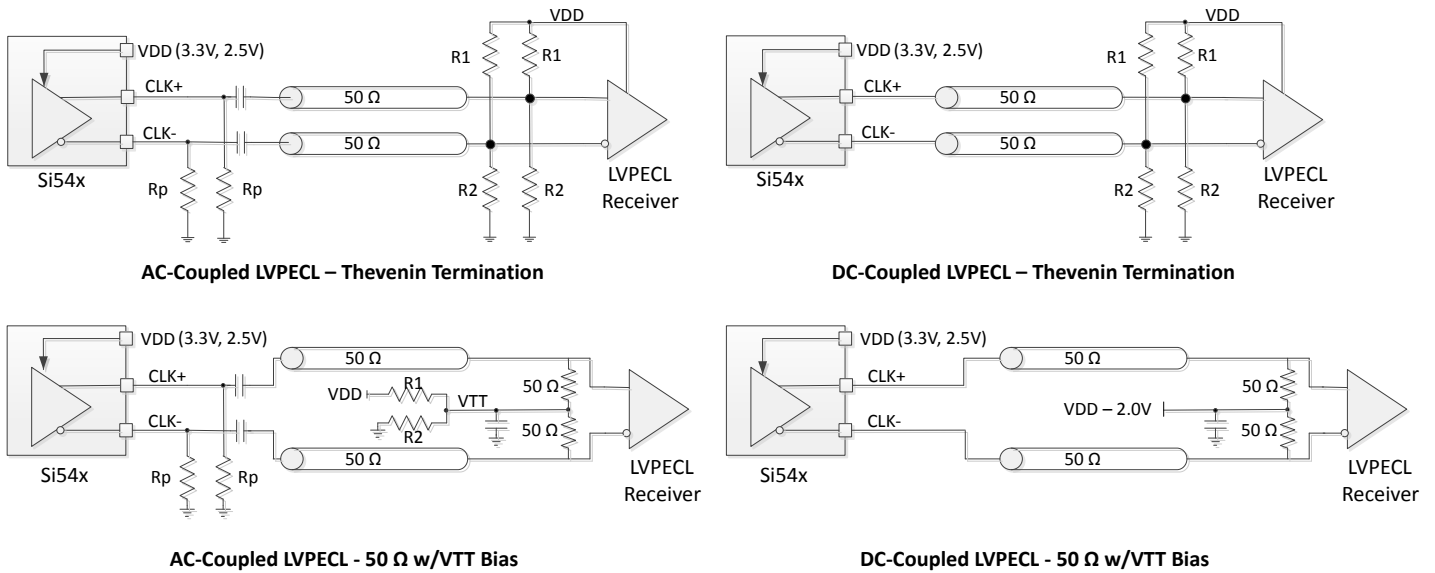 VDD
VDD (3.3V, 2.5V)
R1
R1
CLK+
50 Ω
CLK-
50 Ω
Si54x
Rp
Rp
R2
R2
LVPECL
Receiver
AC-Coupled LVPECL – Thevenin Termination
VDD
VDD (3.3V, 2.5V)
R1
R1
CLK+
50 Ω
CLK-
50 Ω
Si54x
R2
R2
LVPECL
Receiver
DC-Coupled LVPECL – Thevenin Termination
VDD (3.3V, 2.5V)
50 Ω
CLK+
R1
VDD
VTT
50 Ω
CLK-
R2
50 Ω
50 Ω
Si54x
Rp
Rp
LVPECL
Receiver
AC-Coupled LVPECL - 50 Ω w/VTT Bias
VDD (3.3V, 2.5V)
50 Ω
CLK+
50 Ω
VDD – 2.0V
CLK-
50 Ω
50 Ω
Si54x
LVPECL
Receiver
DC-Coupled LVPECL - 50 Ω w/VTT Bias